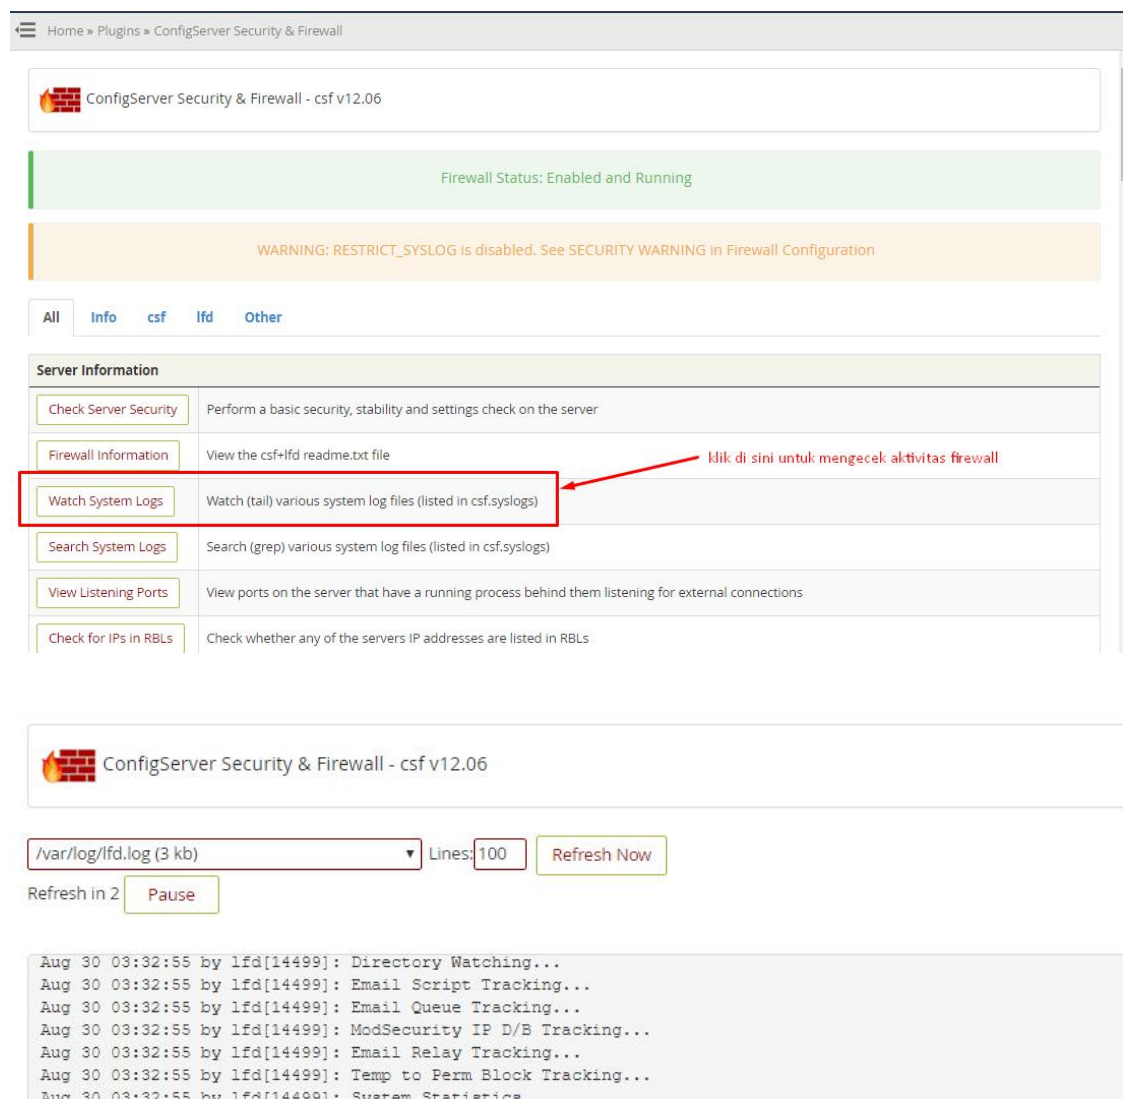 Home » Plugins » ConfigServer Security & Firewall
ConfigServer Security & Firewall - csf v12.06
Firewall Status: Enabled and Running
WARNING: RESTRICT_SYSLOG is disabled. See SECURITY WARNING in Firewall Configuration
All Info csf lfd Other
Server Information
Check Server Security Perform a basic security, stability and settings check on the server
Firewall Information View the csf+lfd readme.txt file
klik di sini untuk mengecek aktivitas firewall
Watch System Logs Watch (tail) various system log files (listed in csf.syslogs)
Search System Logs Search (grep) various system log files (listed in csf.syslogs)
View Listening Ports View ports on the server that have a running process behind them listening for external connections
Check for IPs in RBLs Check whether any of the servers IP addresses are listed in RBLs
ConfigServer Security & Firewall - csf v12.06
/var/log/lfd.log (3 kb) Lines: 100 Refresh Now
Refresh in 2 Pause
Aug 30 03:32:55 by lfd[14499]: Directory Watching...
Aug 30 03:32:55 by lfd[14499]: Email Script Tracking...
Aug 30 03:32:55 by lfd[14499]: Email Queue Tracking...
Aug 30 03:32:55 by lfd[14499]: ModSecurity IP D/B Tracking...
Aug 30 03:32:55 by lfd[14499]: Email Relay Tracking...
Aug 30 03:32:55 by lfd[14499]: Temp to Perm Block Tracking...
Aug 30 03:32:55 by lfd[14499]: System Statistics